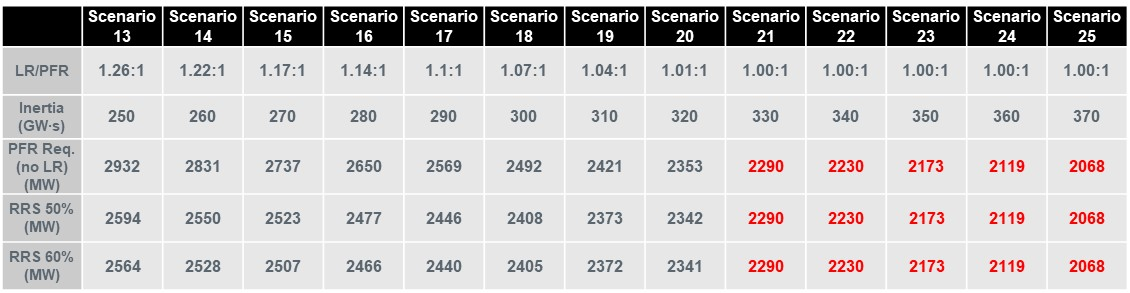 Scenario 13 Scenario 14 Scenario 15 Scenario 16 Scenario 17 Scenario 18 Scenario 19 Scenario 20 Scenario 21 Scenario 22 Scenario 23 Scenario 24 Scenario 25
LR/PFR 1.26:1 1.22:1 1.17:1 1.14:1 1.1:1 1.07:1 1.04:1 1.01:1 1.00:1 1.00:1 1.00:1 1.00:1 1.00:1
Inertia (GW·s) 250 260 270 280 290 300 310 320 330 340 350 360 370
PFR Req. (no LR) (MW) 2932 2831 2737 2650 2569 2492 2421 2353 2290 2230 2173 2119 2068
RRS 50% (MW) 2594 2550 2523 2477 2446 2408 2373 2342 2290 2230 2173 2119 2068
RRS 60% (MW) 2564 2528 2507 2466 2440 2405 2372 2341 2290 2230 2173 2119 2068